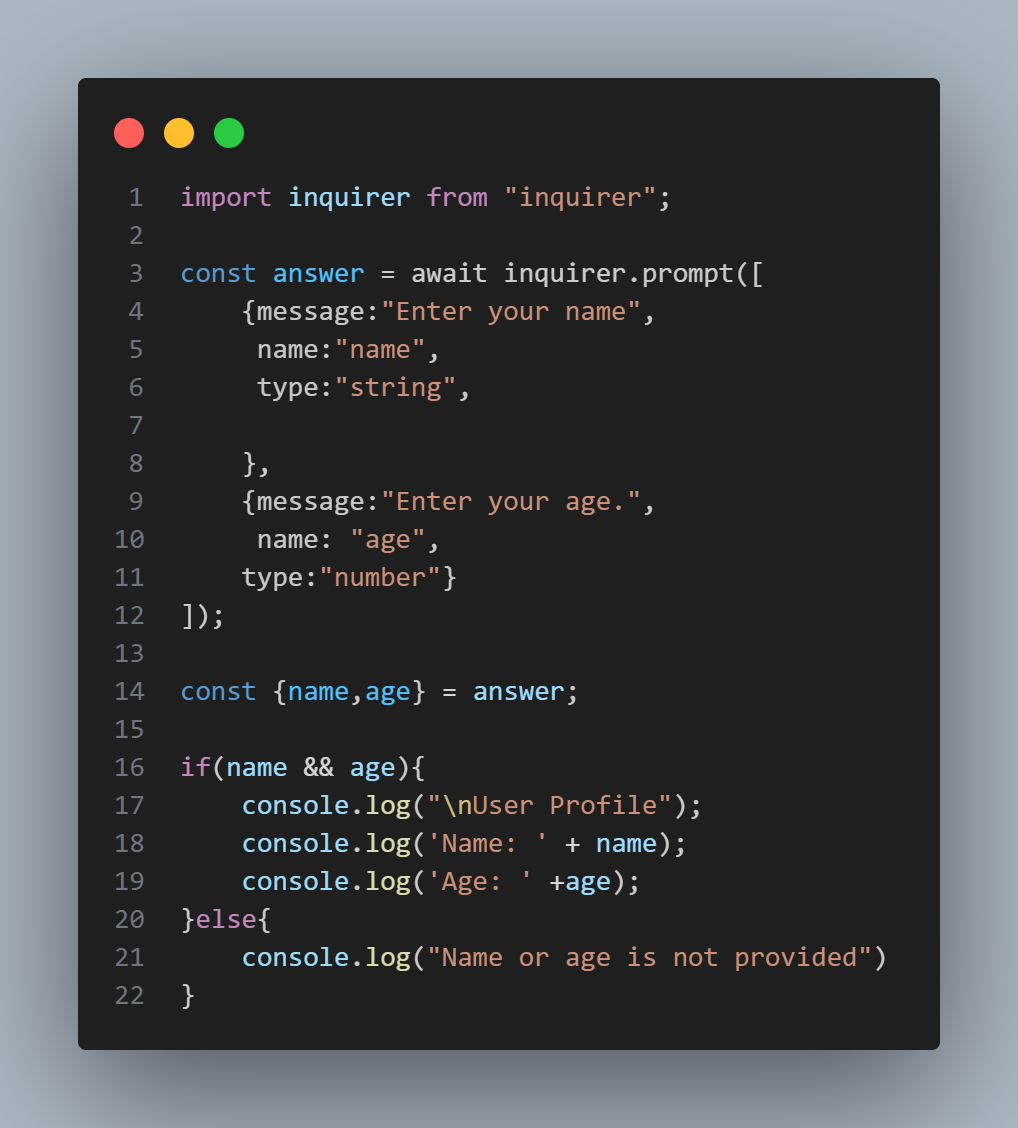 1 import inquirer from "inquirer";
2
3 const answer = await inquirer.prompt([
4     {message:"Enter your name",
5      name:"name",
6      type:"string",
7
8     },
9     {message:"Enter your age.",
10      name: "age",
11     type:"number"}
12 ]);
13
14 const {name,age} = answer;
15
16 if(name && age){
17     console.log("\nUser Profile");
18     console.log('Name: ' + name);
19     console.log('Age: ' +age);
20 }else{
21     console.log("Name or age is not provided")
22 }